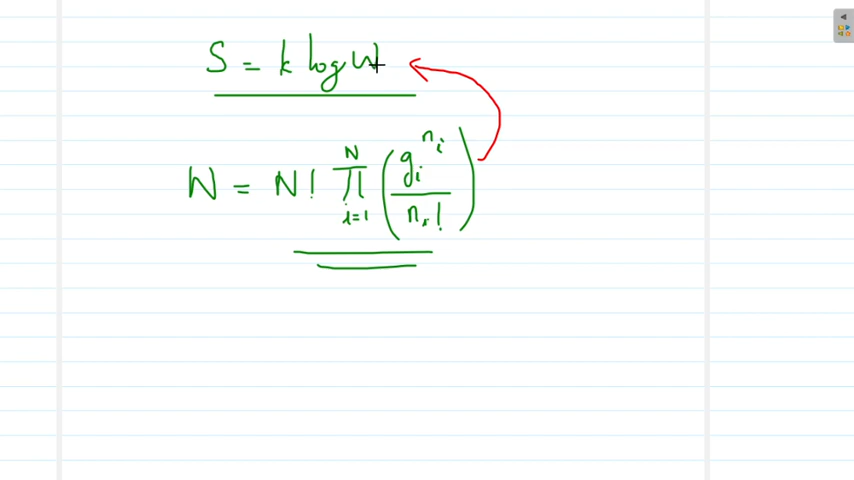 S = k log W
W = N! ∏_{i=1}^{N} (g_i^{n_i} / n_i!)